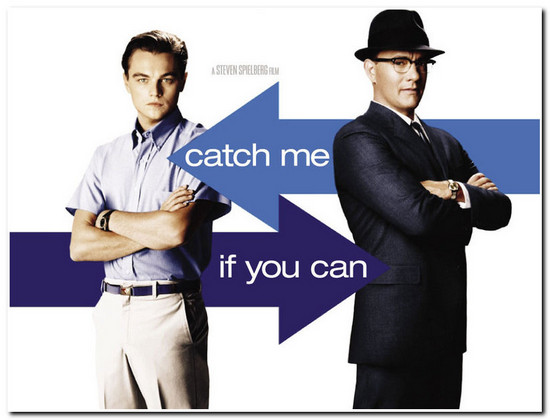 A STEVEN SPIELBERG FILM
catch me
if you can